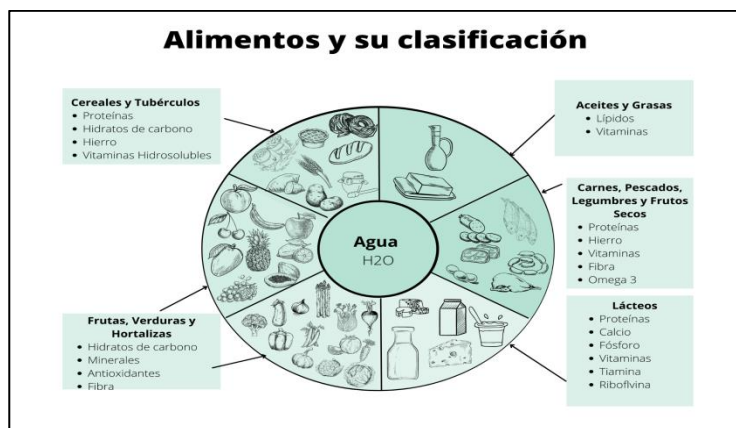 Alimentos y su clasificación
Cereales y Tubérculos
• Proteínas
• Hidratos de carbono
• Hierro
• Vitaminas Hidrosolubles
Aceites y Grasas
• Lípidos
• Vitaminas
Carnes, Pescados,
Legumbres y Frutos
Secos
• Proteínas
• Hierro
• Vitaminas
• Fibra
• Omega 3
Agua
H2O
Frutas, Verduras y
Hortalizas
• Hidratos de carbono
• Minerales
• Antioxidantes
• Fibra
Lácteos
• Proteínas
• Calcio
• Fósforo
• Vitaminas
• Tiamina
• Riboflvina